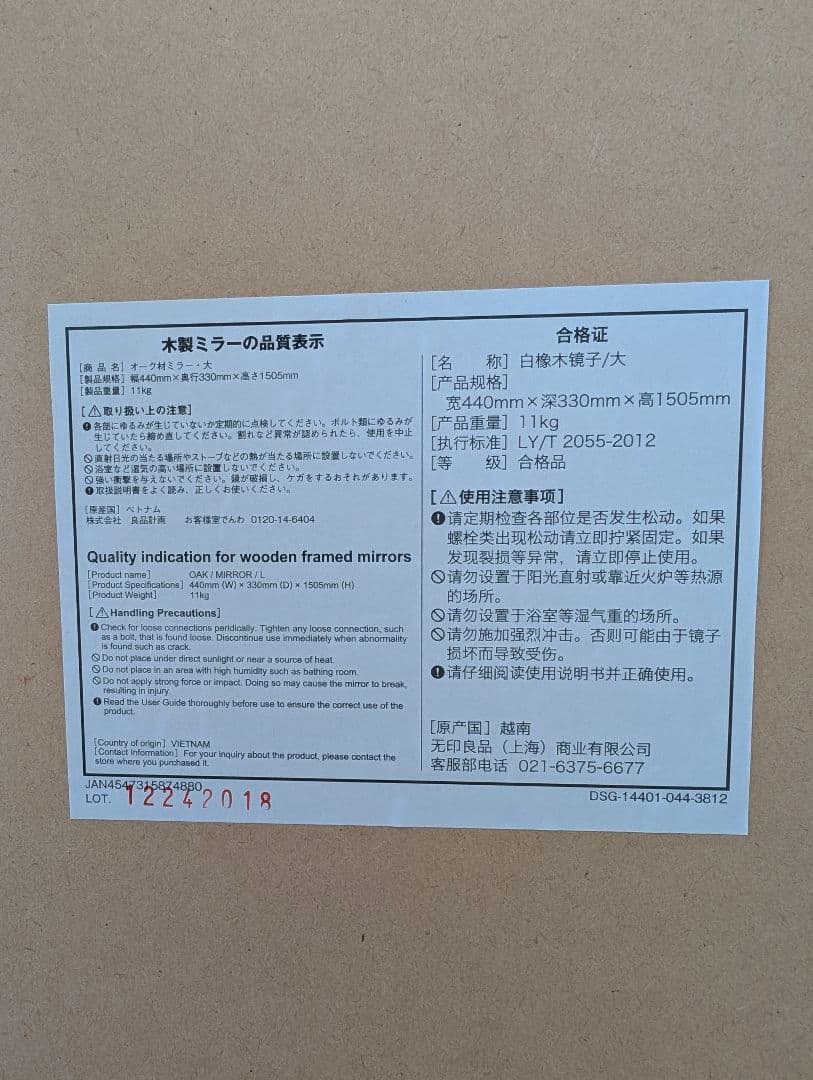 木製ミラーの品質表示
[商 品 名] オーク材ミラー・大
[製品規格] 幅440mm×奥行330mm×高さ1505mm
[製品重量] 11kg
[⚠取り扱い上の注意]
各部にゆるみが生じていないか定期的に点検してください。ボルト類にゆるみが
生じていたら締め直してください。割れなど異常が認められたら、使用を中止
してください。
直射日光の当たる場所やストーブなどの熱が当たる場所に設置しないでください。
浴室など湿気の高い場所に設置しないでください。
強い衝撃を与えないでください。鏡が破損し、ケガをするおそれがあります。
取扱説明書をよく読み、正しくお使いください。
[原産国] ベトナム
株式会社 良品計画 お客様室でんわ 0120-14-6404
Quality indication for wooden framed mirrors
[Product name] OAK / MIRROR / L
[Product Specifications] 440mm (W) × 330mm (D) × 1505mm (H)
[Product Weight] 11kg
[⚠Handling Precautions]
Check for loose connections peridically. Tighten any loose connection, such
as a bolt, that is found loose. Discontinue use immediately when abnormality
is found such as crack.
Do not place under direct sunlight or near a source of heat.
Do not place in an area with high humidity such as bathing room.
Do not apply strong force or impact. Doing so may cause the mirror to break,
resulting in injury.
Read the User Guide thoroughly before use to ensure the correct use of the
product.
[Country of origin] VIETNAM
[Contact Information] For your inquiry about the product, please contact the
store where you purchased it.
合格证
[名 称] 白橡木镜子/大
[产品规格]
宽440mm×深330mm×高1505mm
[产品重量] 11kg
[执行标准] LY/T 2055-2012
[等 级] 合格品
[⚠使用注意事项]
请定期检查各部位是否发生松动。如果
螺栓类出现松动请立即拧紧固定。如果
发现裂损等异常，请立即停止使用。
请勿设置于阳光直射或靠近火炉等热源
的场所。
请勿设置于浴室等湿气重的场所。
请勿施加强烈冲击。否则可能由于镜子
损坏而导致受伤。
请仔细阅读使用说明书并正确使用。
[原产国] 越南
无印良品（上海）商业有限公司
客服部电话 021-6375-6677
JAN4547315874880
LOT. 12242018
DSG-14401-044-3812